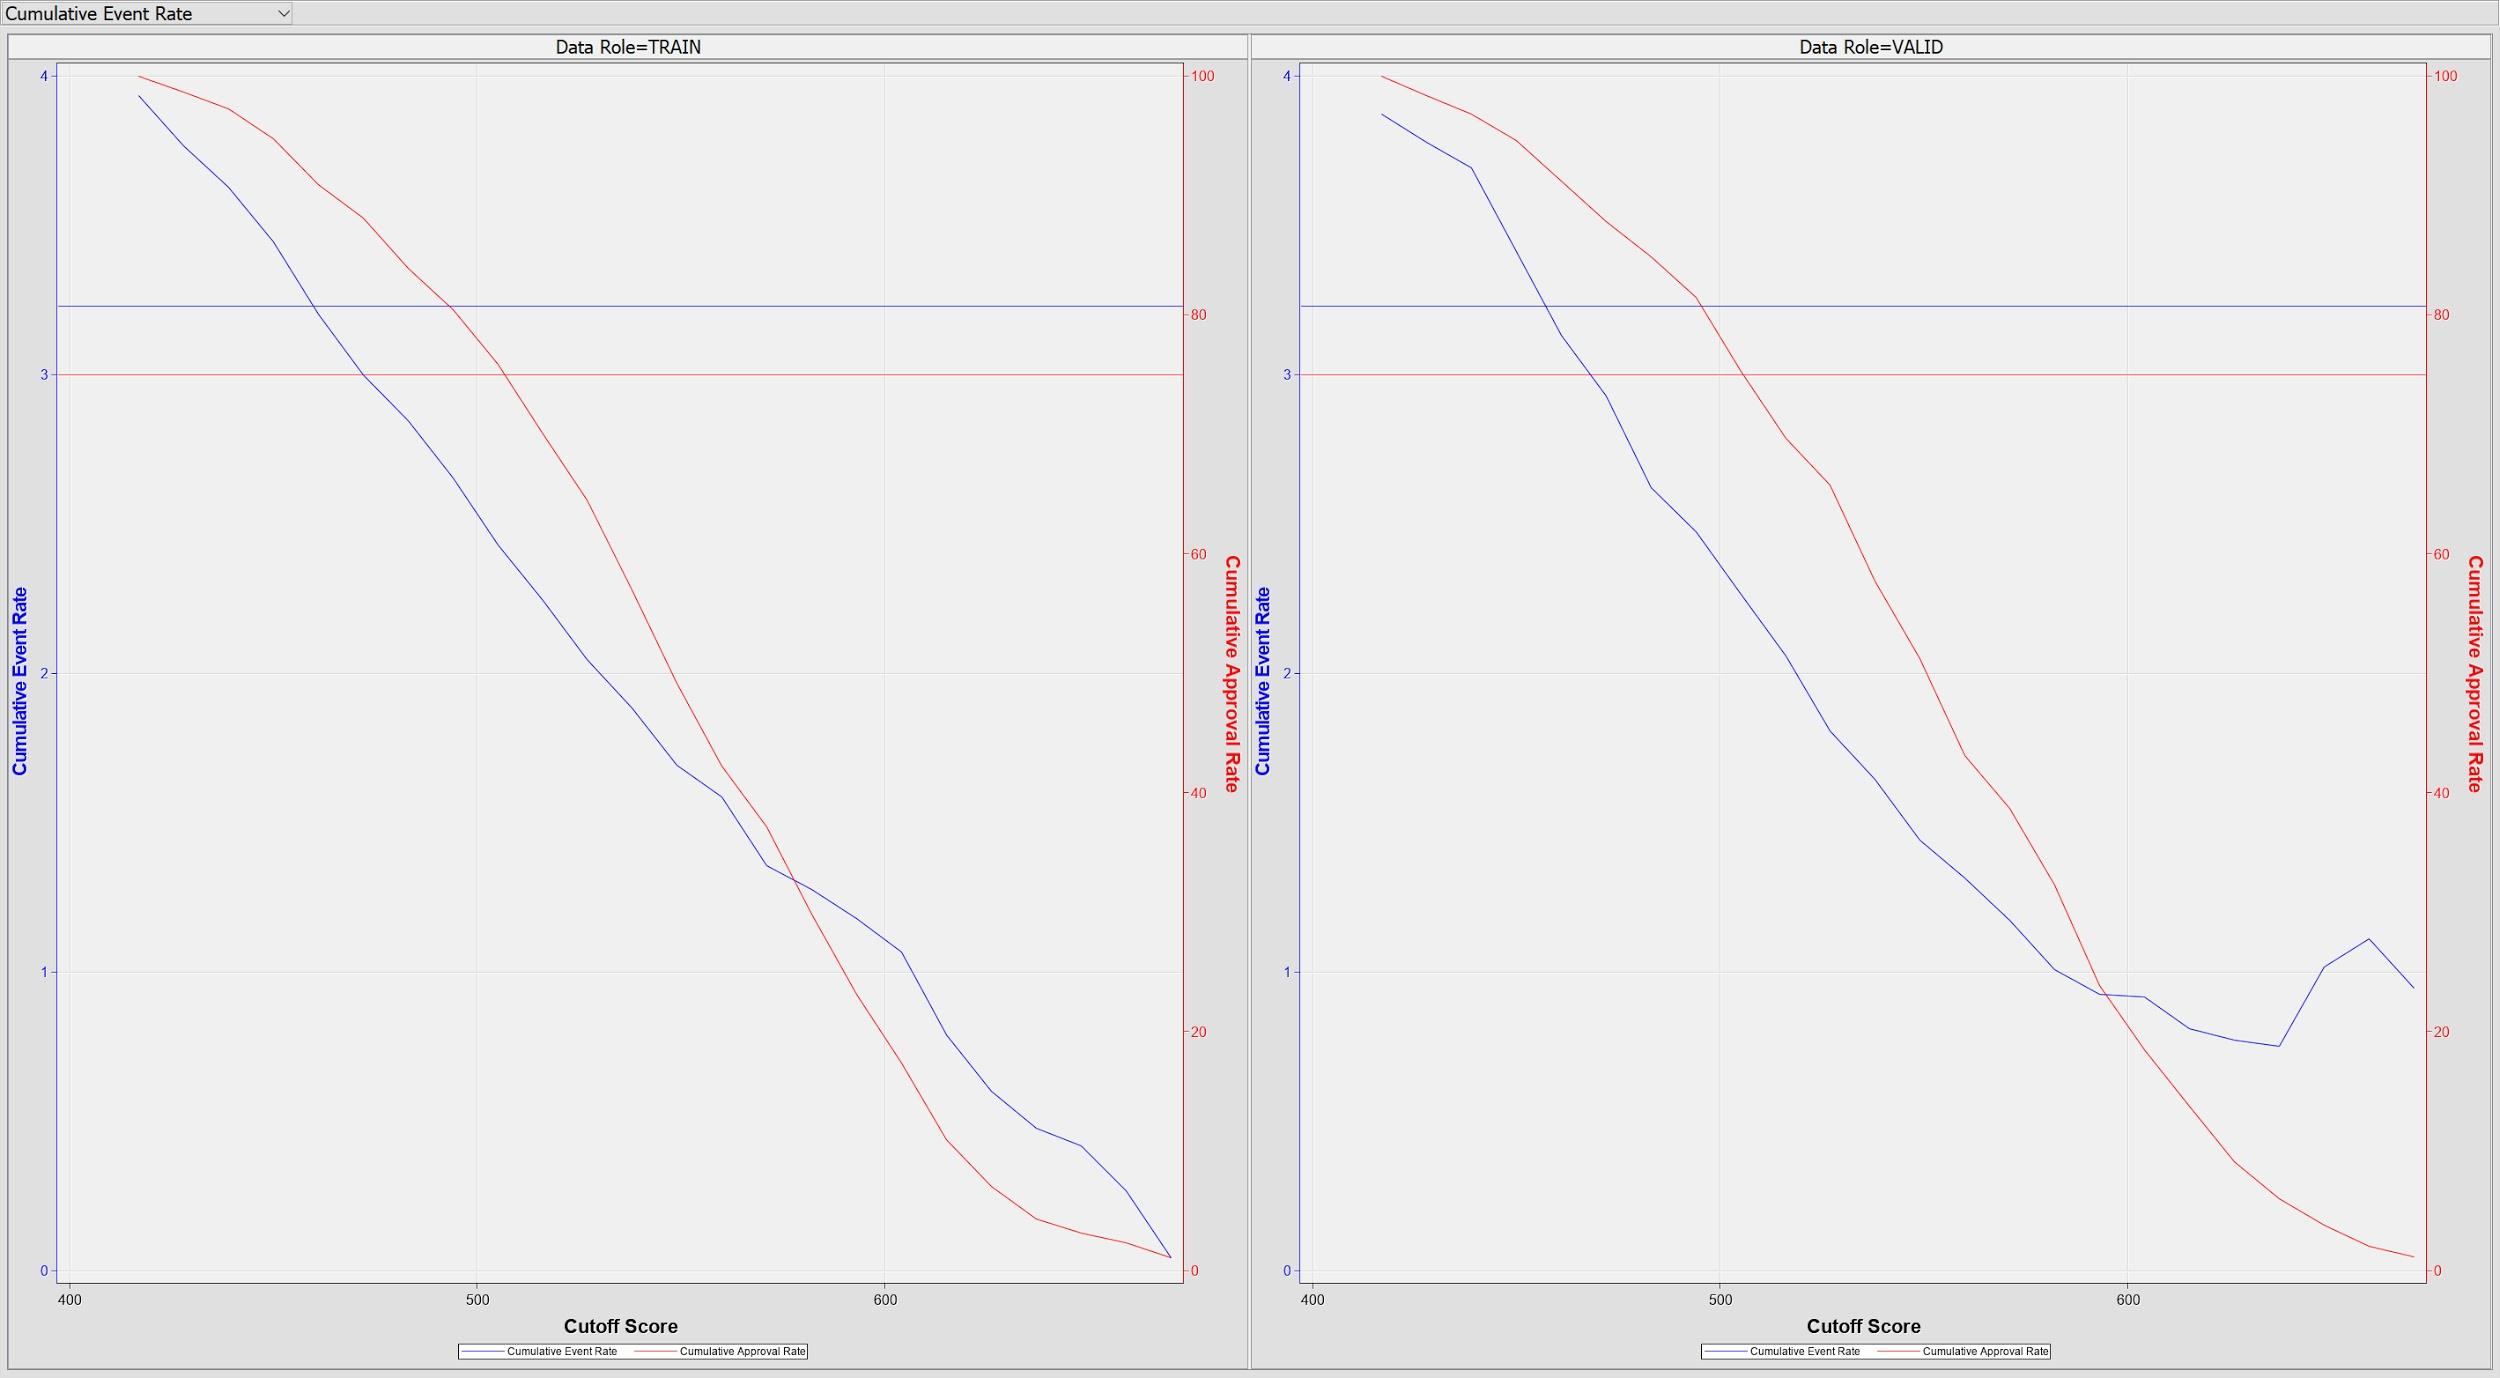 Cumulative Event Rate
Data Role=TRAIN
4
3
2
1
0
Cumulative Event Rate
100
80
60
40
20
0
Cumulative Approval Rate
400 500 600
Cutoff Score
Cumulative Event Rate Cumulative Approval Rate
Data Role=VALID
4
3
2
1
0
Cumulative Event Rate
100
80
60
40
20
0
Cumulative Approval Rate
400 500 600
Cutoff Score
Cumulative Event Rate Cumulative Approval Rate